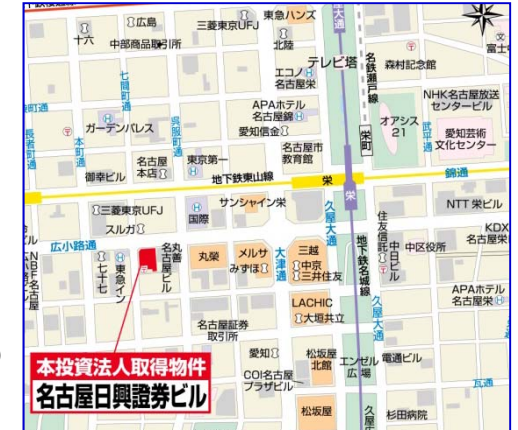 広島
三菱東京UFJ
東急ハンズ
十六
中部商品取引所
北陸
テレビ塔
名鉄瀬戸線
森村記念館
七間町通
エコノ
名古屋栄
NHK名古屋放送
センタービル
APAホテル
名古屋錦
オアシス
21
武平通
愛知芸術
文化センター
長者町通
本町通
ガーデンパレス
呉服町通
愛知信金
栄町
名古屋
本店
東京第一
名古屋市
教育館
御幸ビル
地下鉄東山線
栄
錦通
三菱東京UFJ
サンシャイン栄
久屋大通
栄
NTT 栄ビル
スルガ
国際
広小路通
住友信託
中日ビル
中区役所
KDX
名古屋栄
NBF名古屋
七十七
東急イン
名古屋ビル
丸善
丸栄
メルサ
みずほ
大津通
三越
中京
三井住友
地下鉄名城線
久屋大通
APAホテル
名古屋栄
LACHIC
大垣共立
名古屋証券
取引所
愛知
松坂屋
北館
エンゼル
広場
電通ビル
COI名古屋
プラザビル
瓦通
本投資法人取得物件
名古屋日興證券ビル
松坂屋
杉田病院